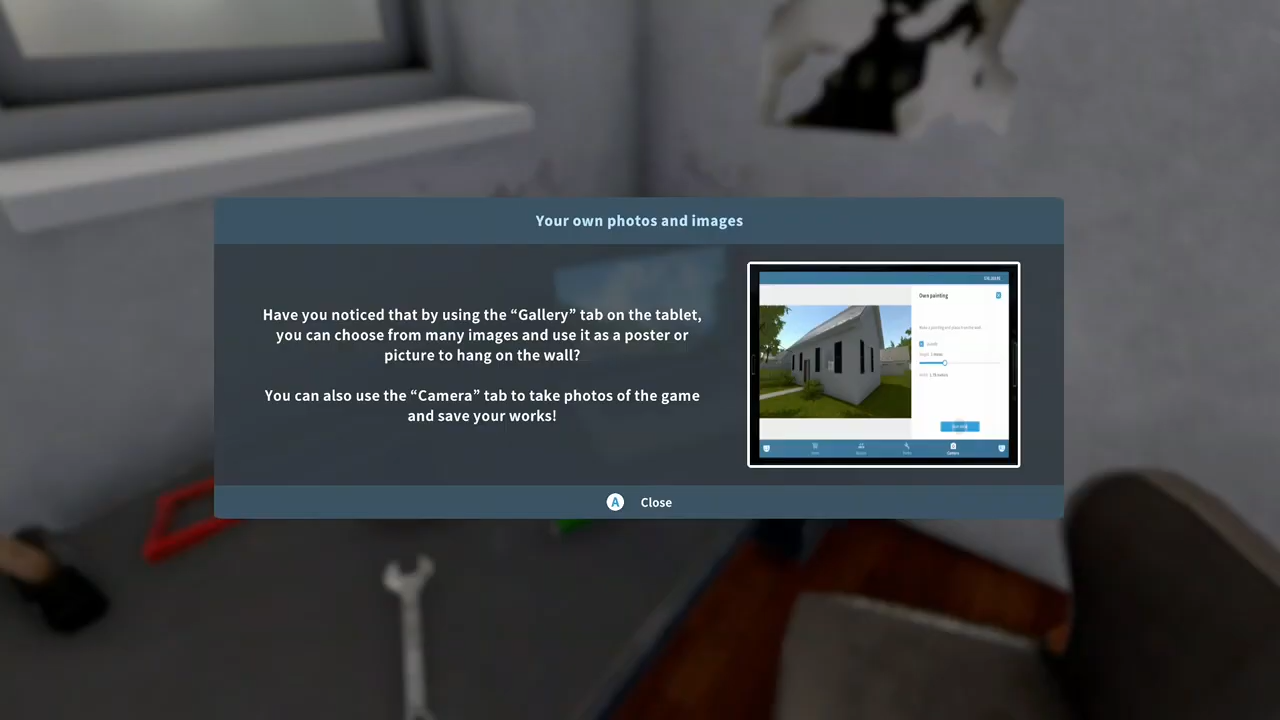 Your own photos and images
Have you noticed that by using the “Gallery” tab on the tablet,
you can choose from many images and use it as a poster or
picture to hang on the wall?
You can also use the “Camera” tab to take photos of the game
and save your works!
Own painting
Camera
A Close